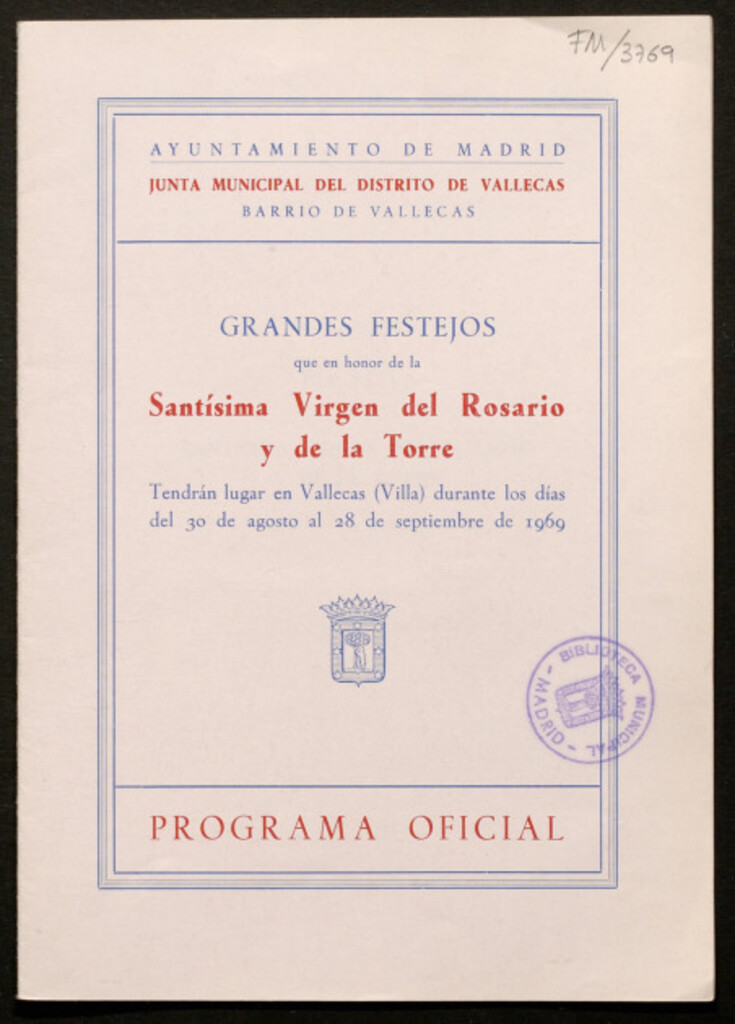 FM/3769
AYUNTAMIENTO DE MADRID
JUNTA MUNICIPAL DEL DISTRITO DE VALLECAS
BARRIO DE VALLECAS
GRANDES FESTEJOS
que en honor de la
Santísima Virgen del Rosario
y de la Torre
Tendrán lugar en Vallecas (Villa) durante los días
del 30 de agosto al 28 de septiembre de 1969
BIBLIOTECA MUNICIPAL - MADRID -
PROGRAMA OFICIAL